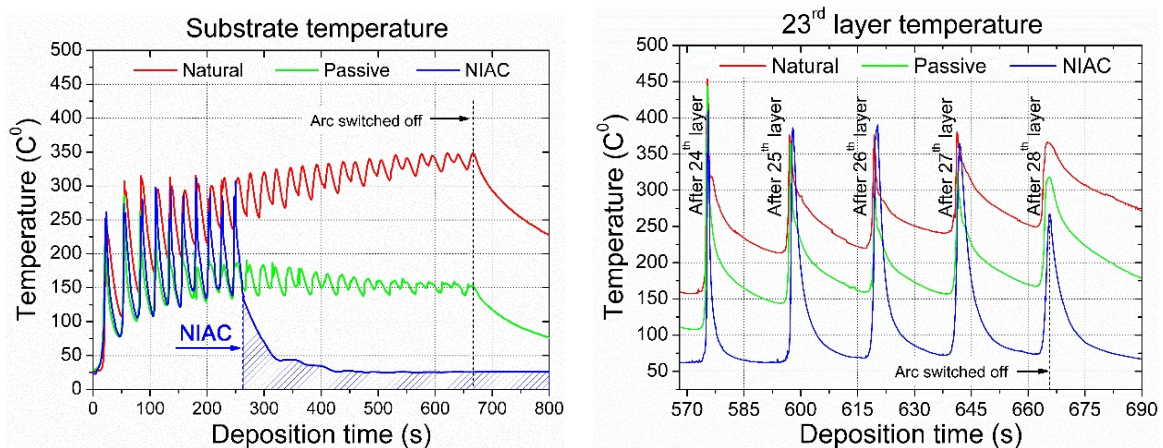 Substrate temperature
500
450
400
350
300
250
200
150
100
50
0
Temperature (C⁰)
Natural
Passive
NIAC
Arc switched off
NIAC
0 100 200 300 400 500 600 700 800
Deposition time (s)
23rd layer temperature
500
450
400
350
300
250
200
150
100
50
Temperature (C⁰)
Natural
Passive
NIAC
After 24th layer
After 25th layer
After 26th layer
After 27th layer
After 28th layer
Arc switched off
570 585 600 615 630 645 660 675 690
Deposition time (s)